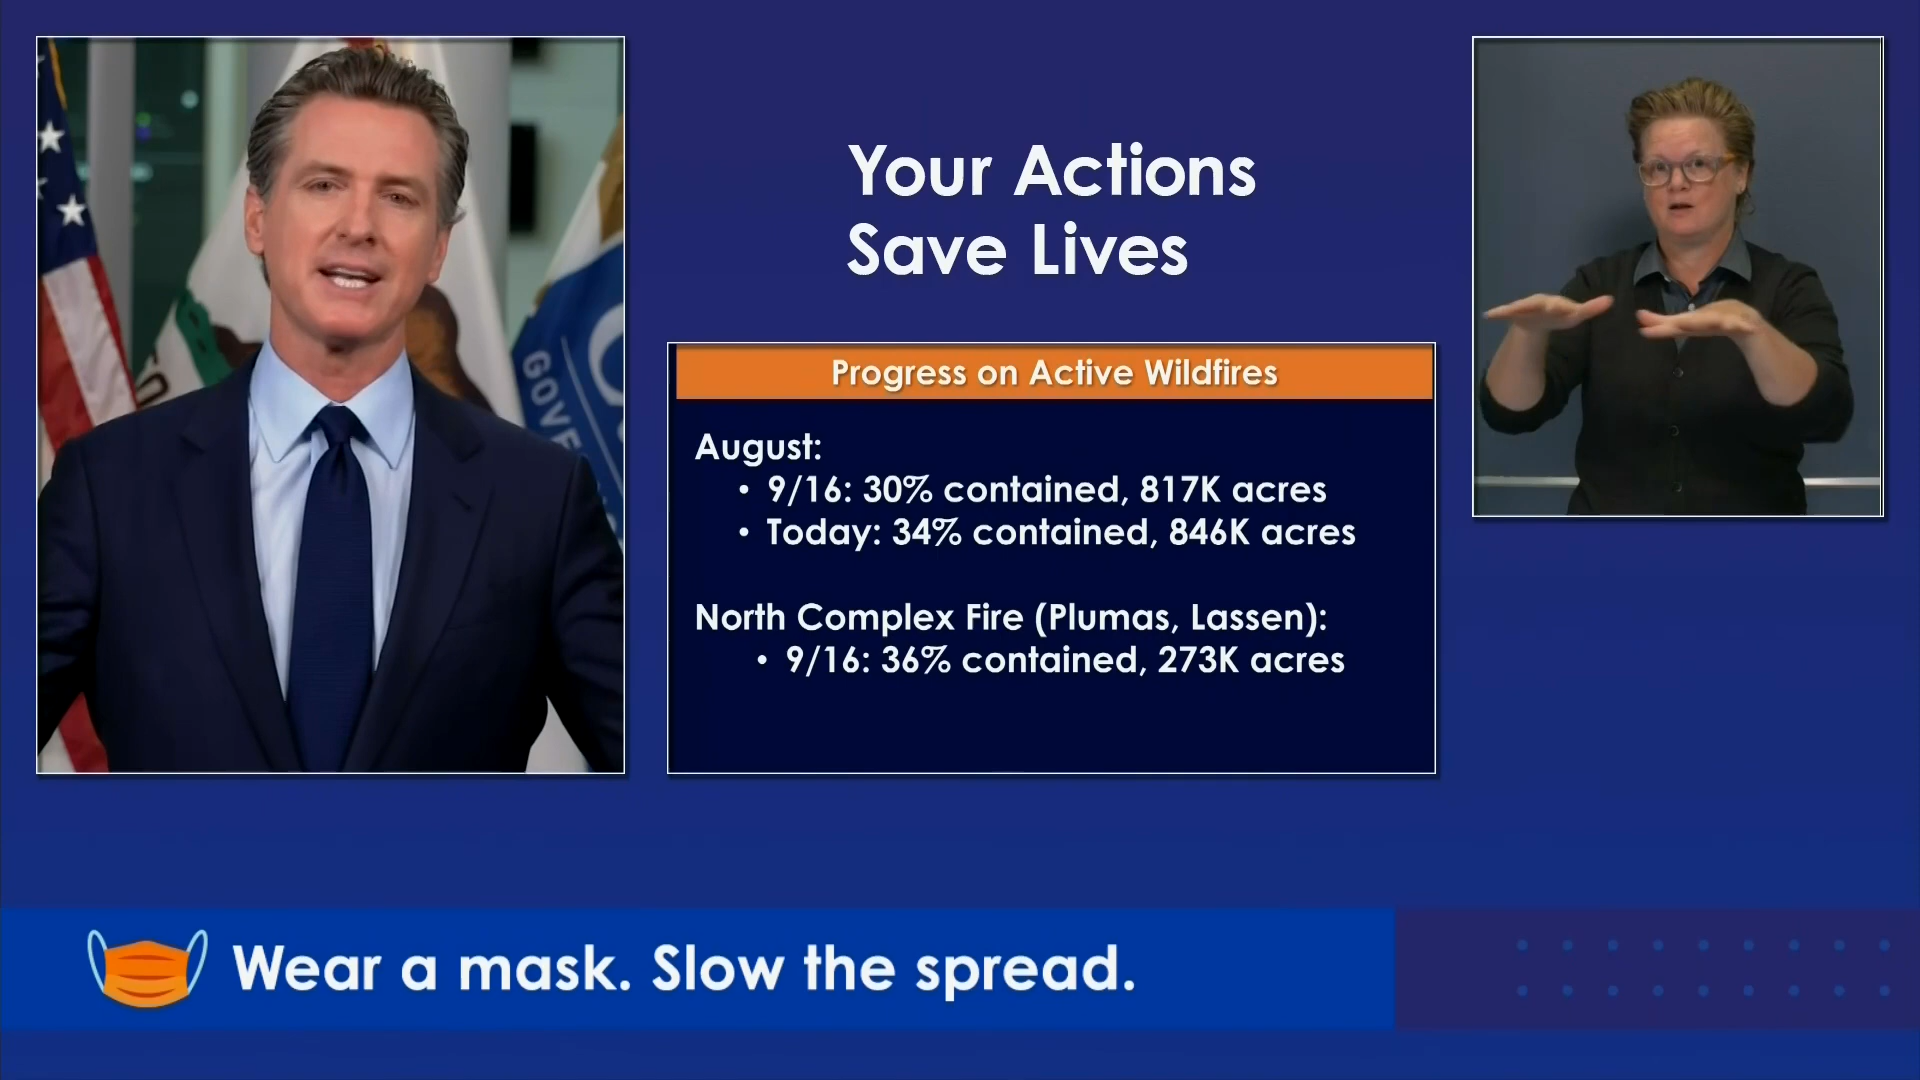 Your Actions
Save Lives
Progress on Active Wildfires
August:
• 9/16: 30% contained, 817K acres
• Today: 34% contained, 846K acres
North Complex Fire (Plumas, Lassen):
• 9/16: 36% contained, 273K acres
GOVE
Wear a mask. Slow the spread.